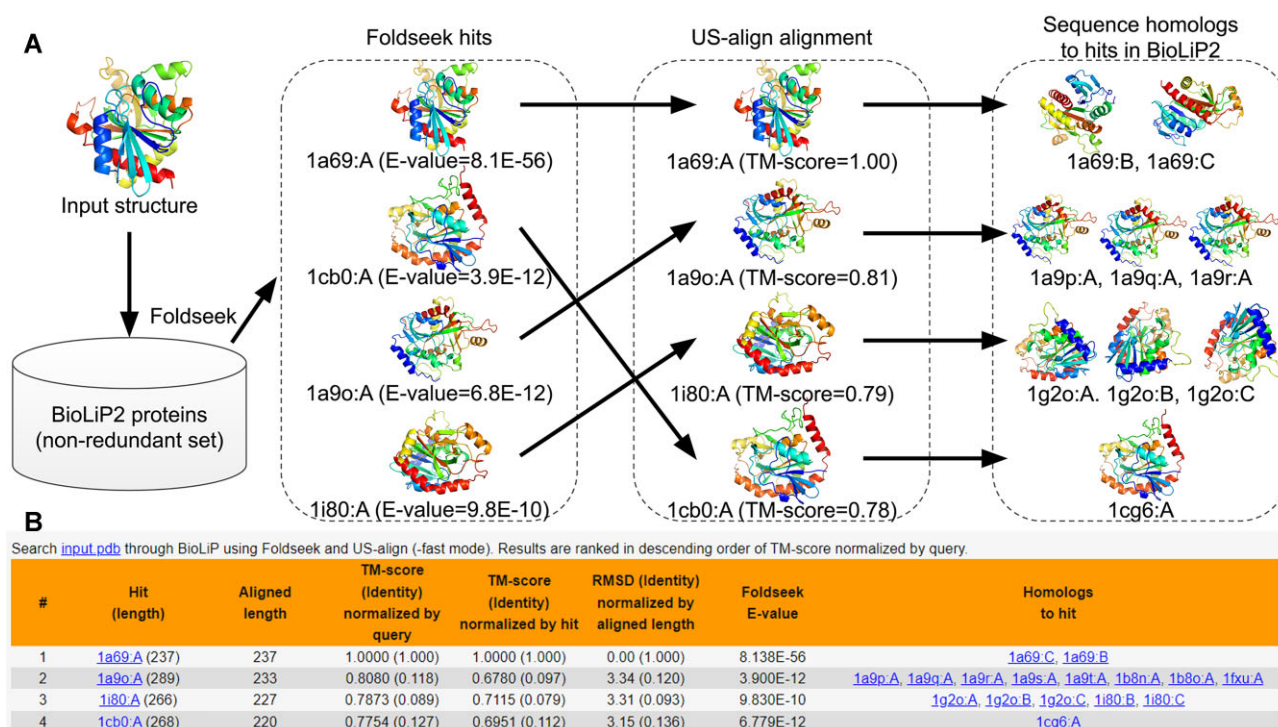 A
Foldseek hits
US-align alignment
Sequence homologs
to hits in BioLiP2
Input structure
Foldseek
BioLiP2 proteins
(non-redundant set)
1a69:A (E-value=8.1E-56)
1cb0:A (E-value=3.9E-12)
1a9o:A (E-value=6.8E-12)
1i80:A (E-value=9.8E-10)
1a69:A (TM-score=1.00)
1a9o:A (TM-score=0.81)
1i80:A (TM-score=0.79)
1cb0:A (TM-score=0.78)
1a69:B, 1a69:C
1a9p:A, 1a9q:A, 1a9r:A
1g2o:A. 1g2o:B, 1g2o:C
1cg6:A
B
Search input.pdb through BioLiP using Foldseek and US-align (-fast mode). Results are ranked in descending order of TM-score normalized by query.
# Hit (length) Aligned length TM-score (Identity) normalized by query TM-score (Identity) normalized by hit RMSD (Identity) normalized by aligned length Foldseek E-value Homologs to hit
1 1a69:A (237) 237 1.0000 (1.000) 1.0000 (1.000) 0.00 (1.000) 8.138E-56 1a69:C, 1a69:B
2 1a9o:A (289) 233 0.8080 (0.118) 0.6780 (0.097) 3.34 (0.120) 3.900E-12 1a9p:A, 1a9q:A, 1a9r:A, 1a9s:A, 1a9t:A, 1b8n:A, 1b8o:A, 1fxu:A
3 1i80:A (266) 227 0.7873 (0.089) 0.7115 (0.079) 3.31 (0.093) 9.830E-10 1g2o:A, 1g2o:B, 1g2o:C, 1i80:B, 1i80:C
4 1cb0:A (268) 220 0.7754 (0.127) 0.6951 (0.112) 3.15 (0.136) 6.779E-12 1cg6:A